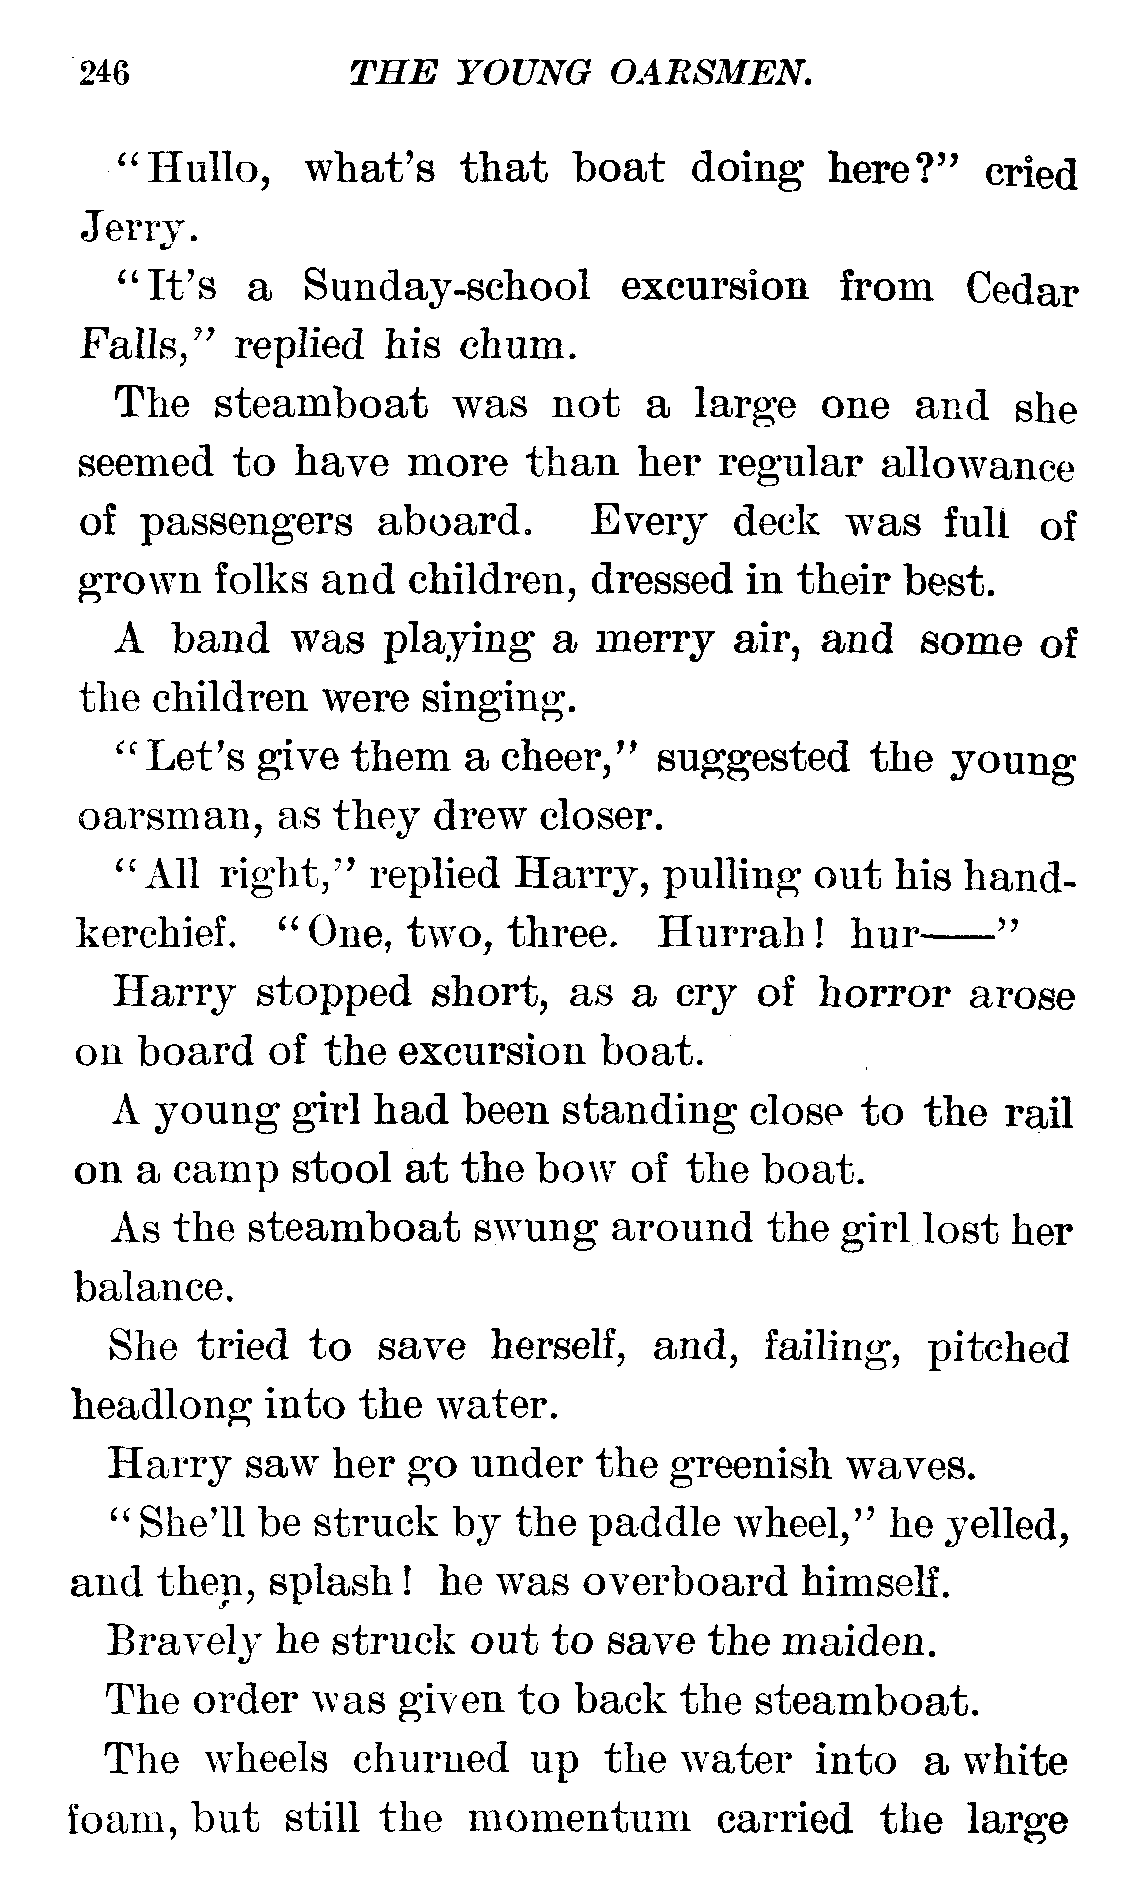 246 THE YOUNG OARSMEN.
"Hullo, what's that boat doing here?" cried
Jerry.
"It's a Sunday-school excursion from Cedar
Falls," replied his chum.
The steamboat was not a large one and she
seemed to have more than her regular allowance
of passengers aboard. Every deck was full of
grown folks and children, dressed in their best.
A band was playing a merry air, and some of
the children were singing.
"Let's give them a cheer," suggested the young
oarsman, as they drew closer.
"All right," replied Harry, pulling out his hand-
kerchief. "One, two, three. Hurrah! hur——"
Harry stopped short, as a cry of horror arose
on board of the excursion boat.
A young girl had been standing close to the rail
on a camp stool at the bow of the boat.
As the steamboat swung around the girl lost her
balance.
She tried to save herself, and, failing, pitched
headlong into the water.
Harry saw her go under the greenish waves.
"She'll be struck by the paddle wheel," he yelled,
and then, splash! he was overboard himself.
Bravely he struck out to save the maiden.
The order was given to back the steamboat.
The wheels churned up the water into a white
foam, but still the momentum carried the large